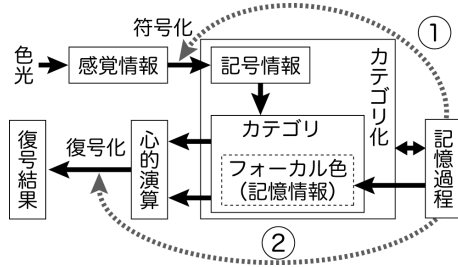 符号化
①
色光
感覚情報
記号情報
カテゴリ化
カテゴリ
フォーカル色
(記憶情報)
記憶過程
心的演算
復号化
復号結果
②